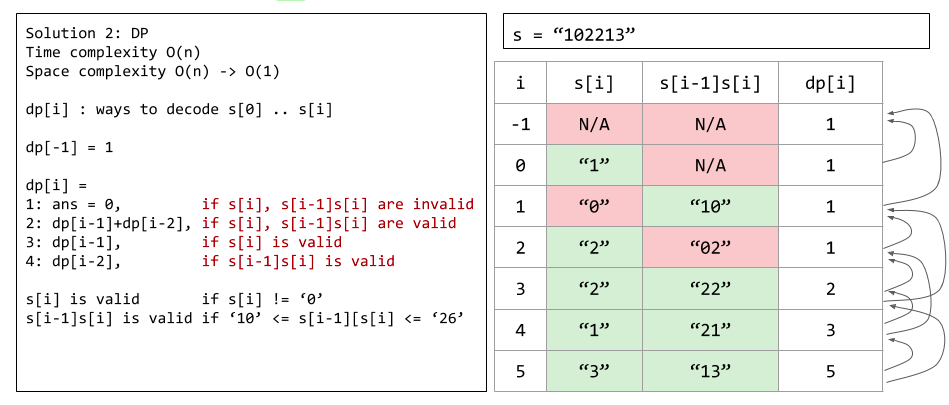 Solution 2: DP
Time complexity O(n)
Space complexity O(n) -> O(1)
dp[i] : ways to decode s[0] .. s[i]
dp[-1] = 1
dp[i] =
1: ans = 0, if s[i], s[i-1]s[i] are invalid
2: dp[i-1]+dp[i-2], if s[i], s[i-1]s[i] are valid
3: dp[i-1], if s[i] is valid
4: dp[i-2], if s[i-1]s[i] is valid
s[i] is valid if s[i] != ‘0’
s[i-1]s[i] is valid if ‘10’ <= s[i-1][s[i] <= ‘26’
s = “102213”
i s[i] s[i-1]s[i] dp[i]
-1 N/A N/A 1
0 “1” N/A 1
1 “0” “10” 1
2 “2” “02” 1
3 “2” “22” 2
4 “1” “21” 3
5 “3” “13” 5